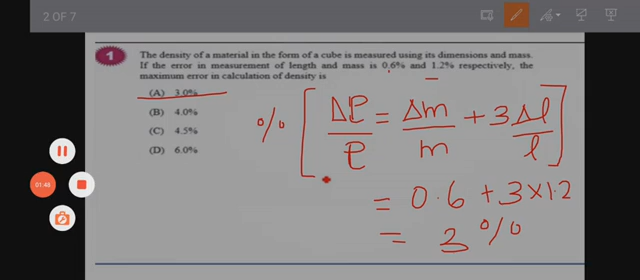 2 OF 7
1 The density of a material in the form of a cube is measured using its dimensions and mass.
If the error in measurement of length and mass is 0.6% and 1.2% respectively, the
maximum error in calculation of density is
(A) 3.0%
(B) 4.0%
(C) 4.5%
(D) 6.0%
% [ Δρ/ρ = Δm/m + 3 Δl/l ]
= 0.6 + 3 × 1.2
= 3 %
01:48